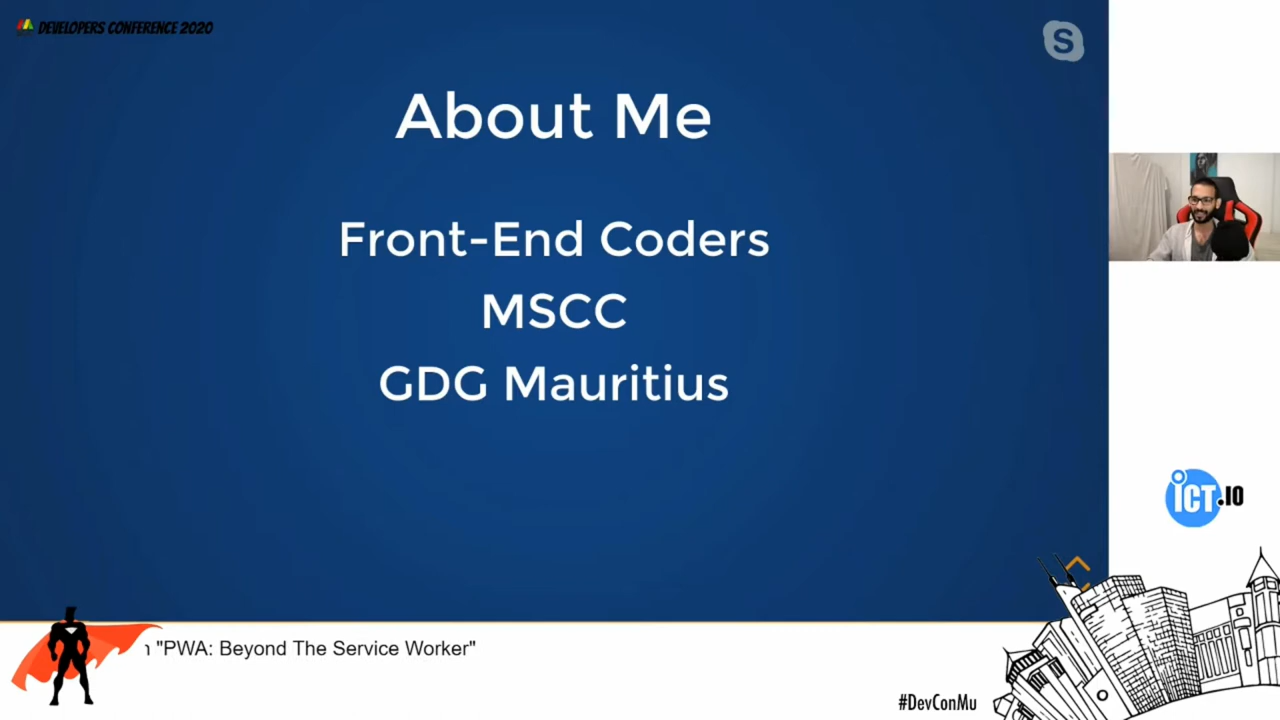 DEVELOPERS CONFERENCE 2020
S
About Me
Front-End Coders
MSCC
GDG Mauritius
iCT.IO
"PWA: Beyond The Service Worker"
#DevConMu